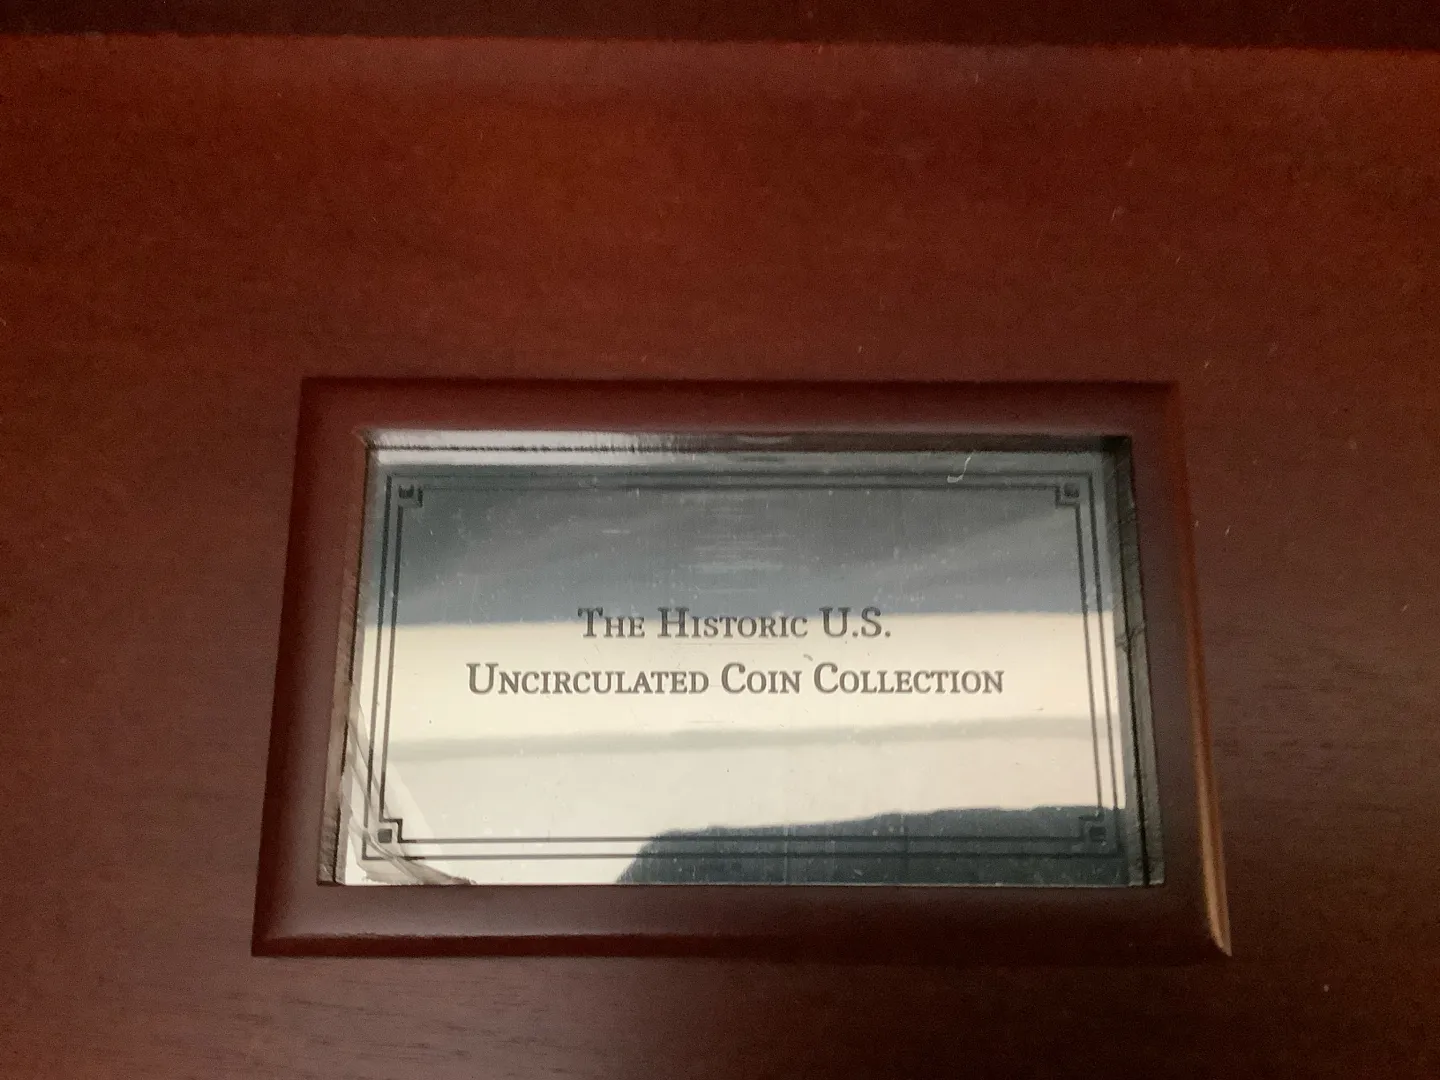 The Historic U.S.
Uncirculated Coin Collection